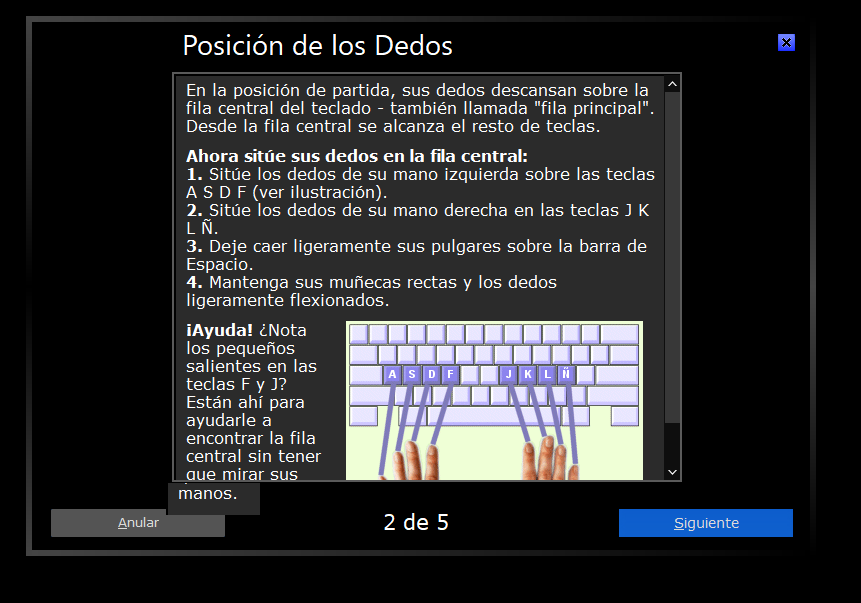 Posición de los Dedos
En la posición de partida, sus dedos descansan sobre la
fila central del teclado - también llamada "fila principal".
Desde la fila central se alcanza el resto de teclas.
Ahora sitúe sus dedos en la fila central:
1. Sitúe los dedos de su mano izquierda sobre las teclas
A S D F (ver ilustración).
2. Sitúe los dedos de su mano derecha en las teclas J K
L Ñ.
3. Deje caer ligeramente sus pulgares sobre la barra de
Espacio.
4. Mantenga sus muñecas rectas y los dedos
ligeramente flexionados.
¡Ayuda! ¿Nota
los pequeños
salientes en las
teclas F y J?
Están ahí para
ayudarle a
encontrar la fila
central sin tener
que mirar sus
manos.
A S D F J K L Ñ
Anular
2 de 5
Siguiente